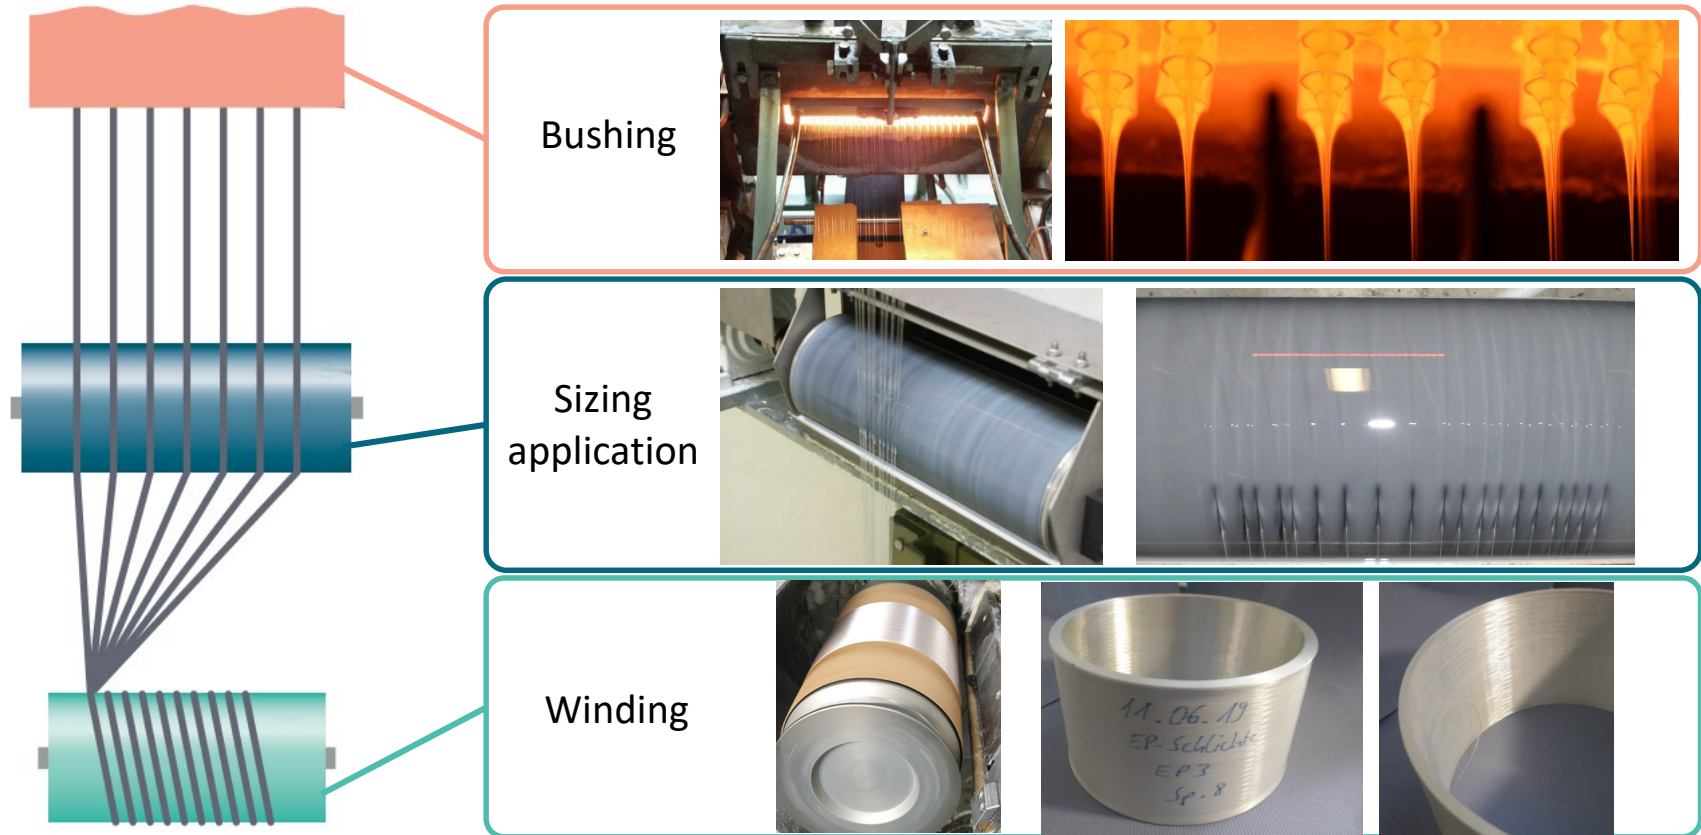 Bushing
Sizing
application
Winding
11.06.19
EP-Schlichte
EP3
Sp. 8